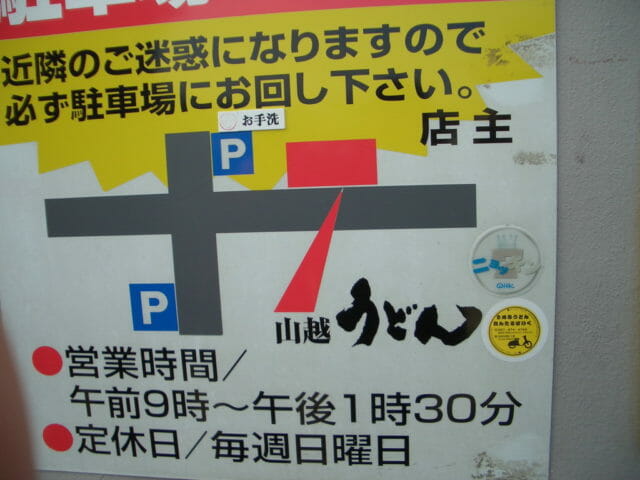 駐車場
近隣のご迷惑になりますので
必ず駐車場にお回し下さい。
店主
お手洗
P
P
山越うどん
●営業時間/
午前9時～午後1時30分
●定休日/毎週日曜日